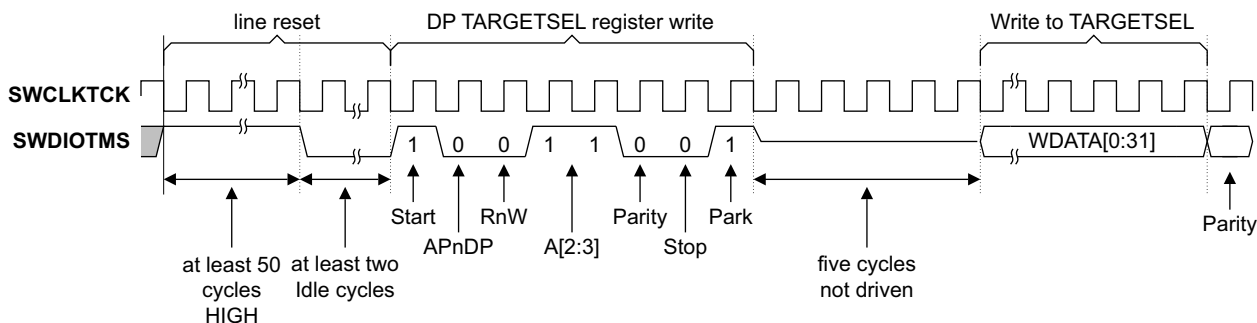 line reset
DP TARGETSEL register write
Write to TARGETSEL
SWCLKTCK
SWDIOTMS
1 0 0 1 1 0 0 1
WDATA[0:31]
Start
RnW
Parity
Park
Parity
APnDP
A[2:3]
Stop
at least 50
cycles
HIGH
at least two
Idle cycles
five cycles
not driven